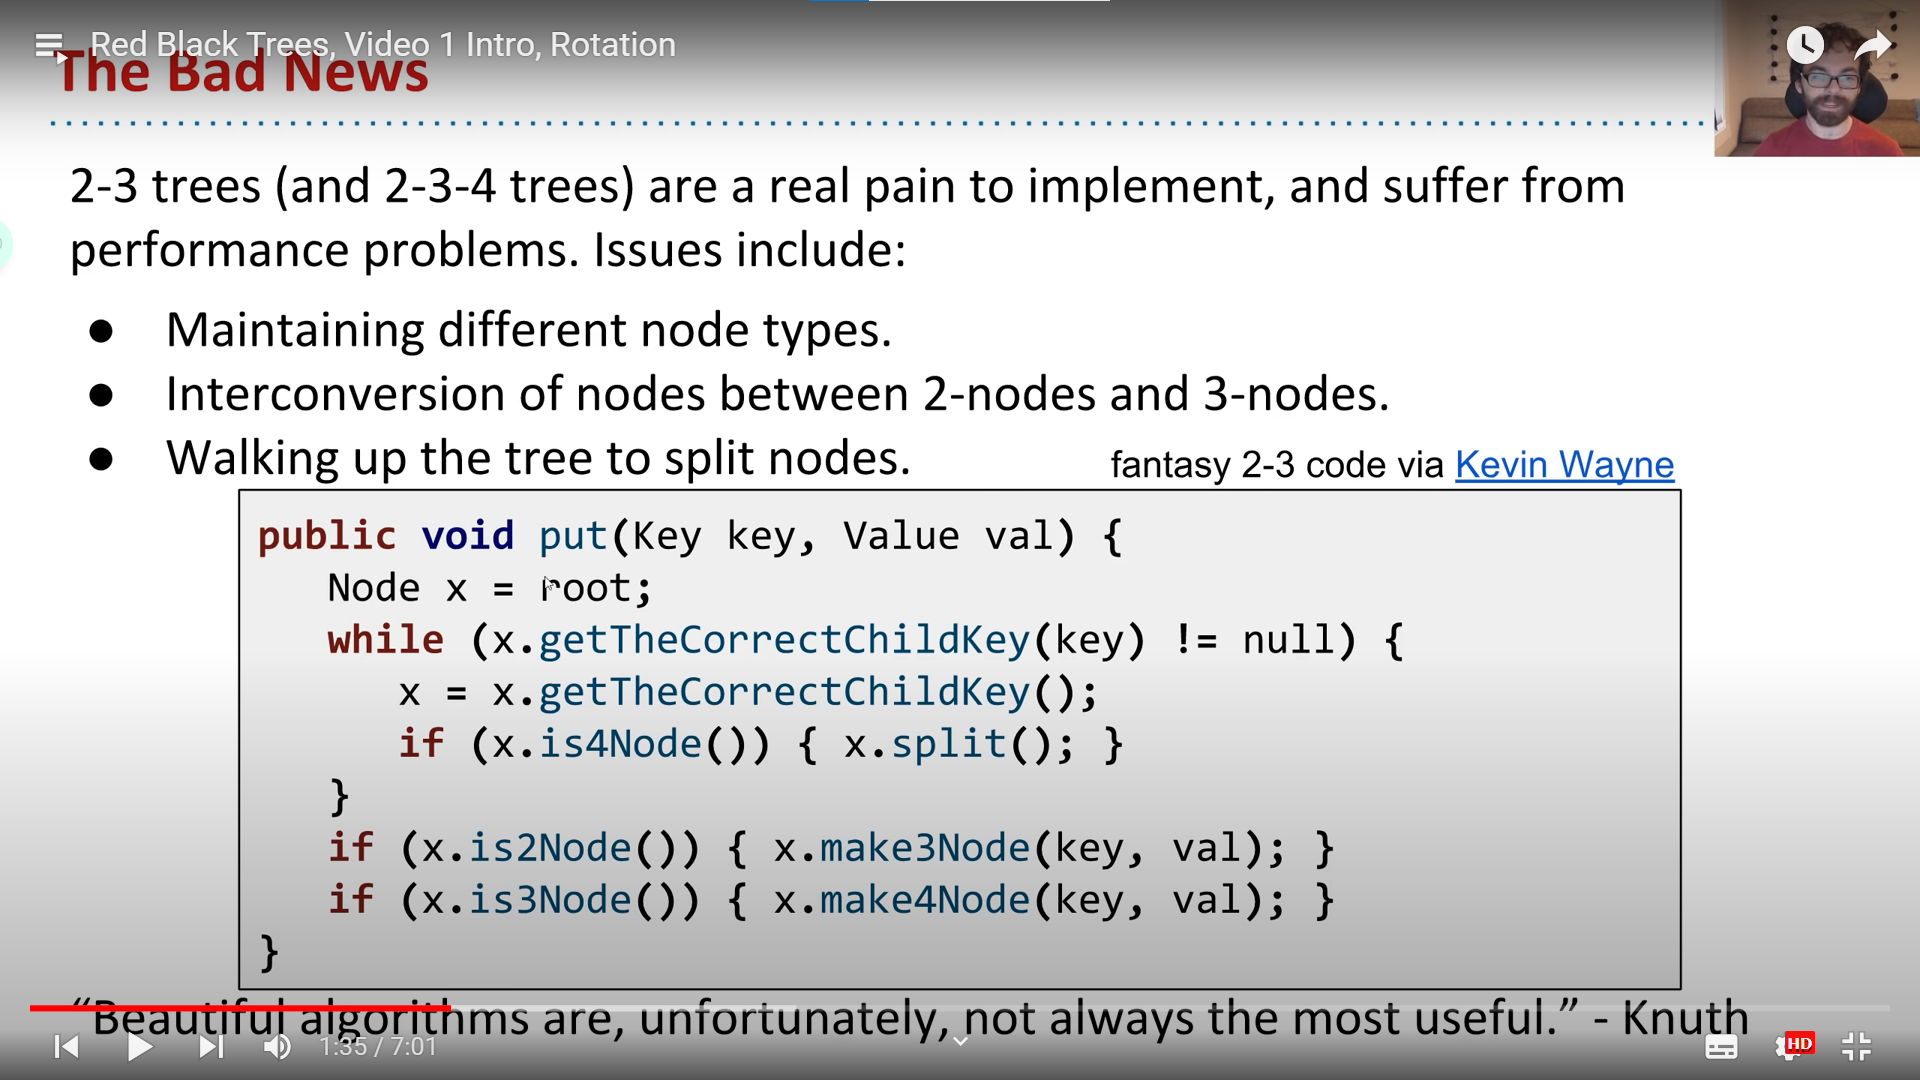 Red Black Trees, Video 1 Intro, Rotation
The Bad News
2-3 trees (and 2-3-4 trees) are a real pain to implement, and suffer from
performance problems. Issues include:
● Maintaining different node types.
● Interconversion of nodes between 2-nodes and 3-nodes.
● Walking up the tree to split nodes.
fantasy 2-3 code via Kevin Wayne
public void put(Key key, Value val) {
   Node x = root;
   while (x.getTheCorrectChildKey(key) != null) {
      x = x.getTheCorrectChildKey();
      if (x.is4Node()) { x.split(); }
   }
   if (x.is2Node()) { x.make3Node(key, val); }
   if (x.is3Node()) { x.make4Node(key, val); }
}
“Beautiful algorithms are, unfortunately, not always the most useful.” - Knuth
1:35 / 7:01
HD